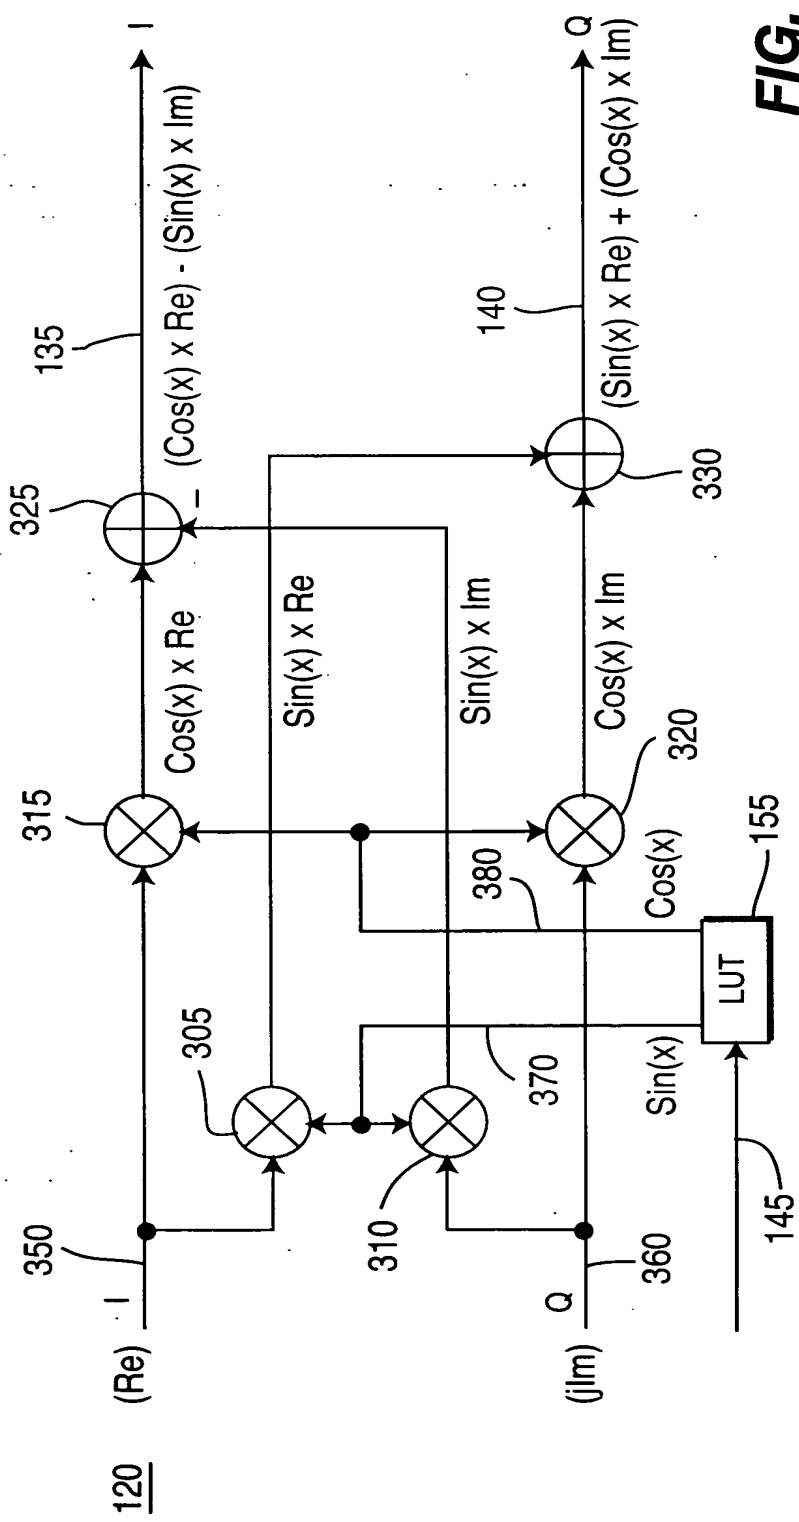 120
(Re)
I
350
305
315
Cos(x) x Re
325
–
135
(Cos(x) x Re) - (Sin(x) x Im)
I
Sin(x) x Re
310
Sin(x) x Im
(jIm)
Q
360
370
380
320
Cos(x) x Im
330
140
(Sin(x) x Re) + (Cos(x) x Im)
Q
145
Sin(x)
LUT
Cos(x)
155
FIG.